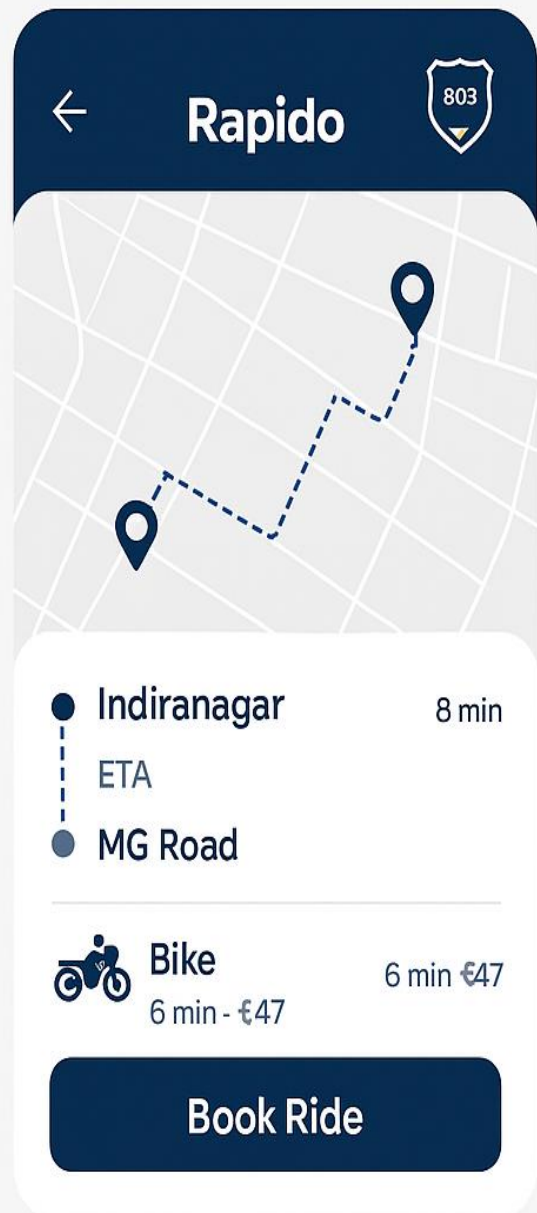 Rapido
803
Indiranagar 8 min
ETA
MG Road
Bike
6 min €47
6 min - €47
Book Ride